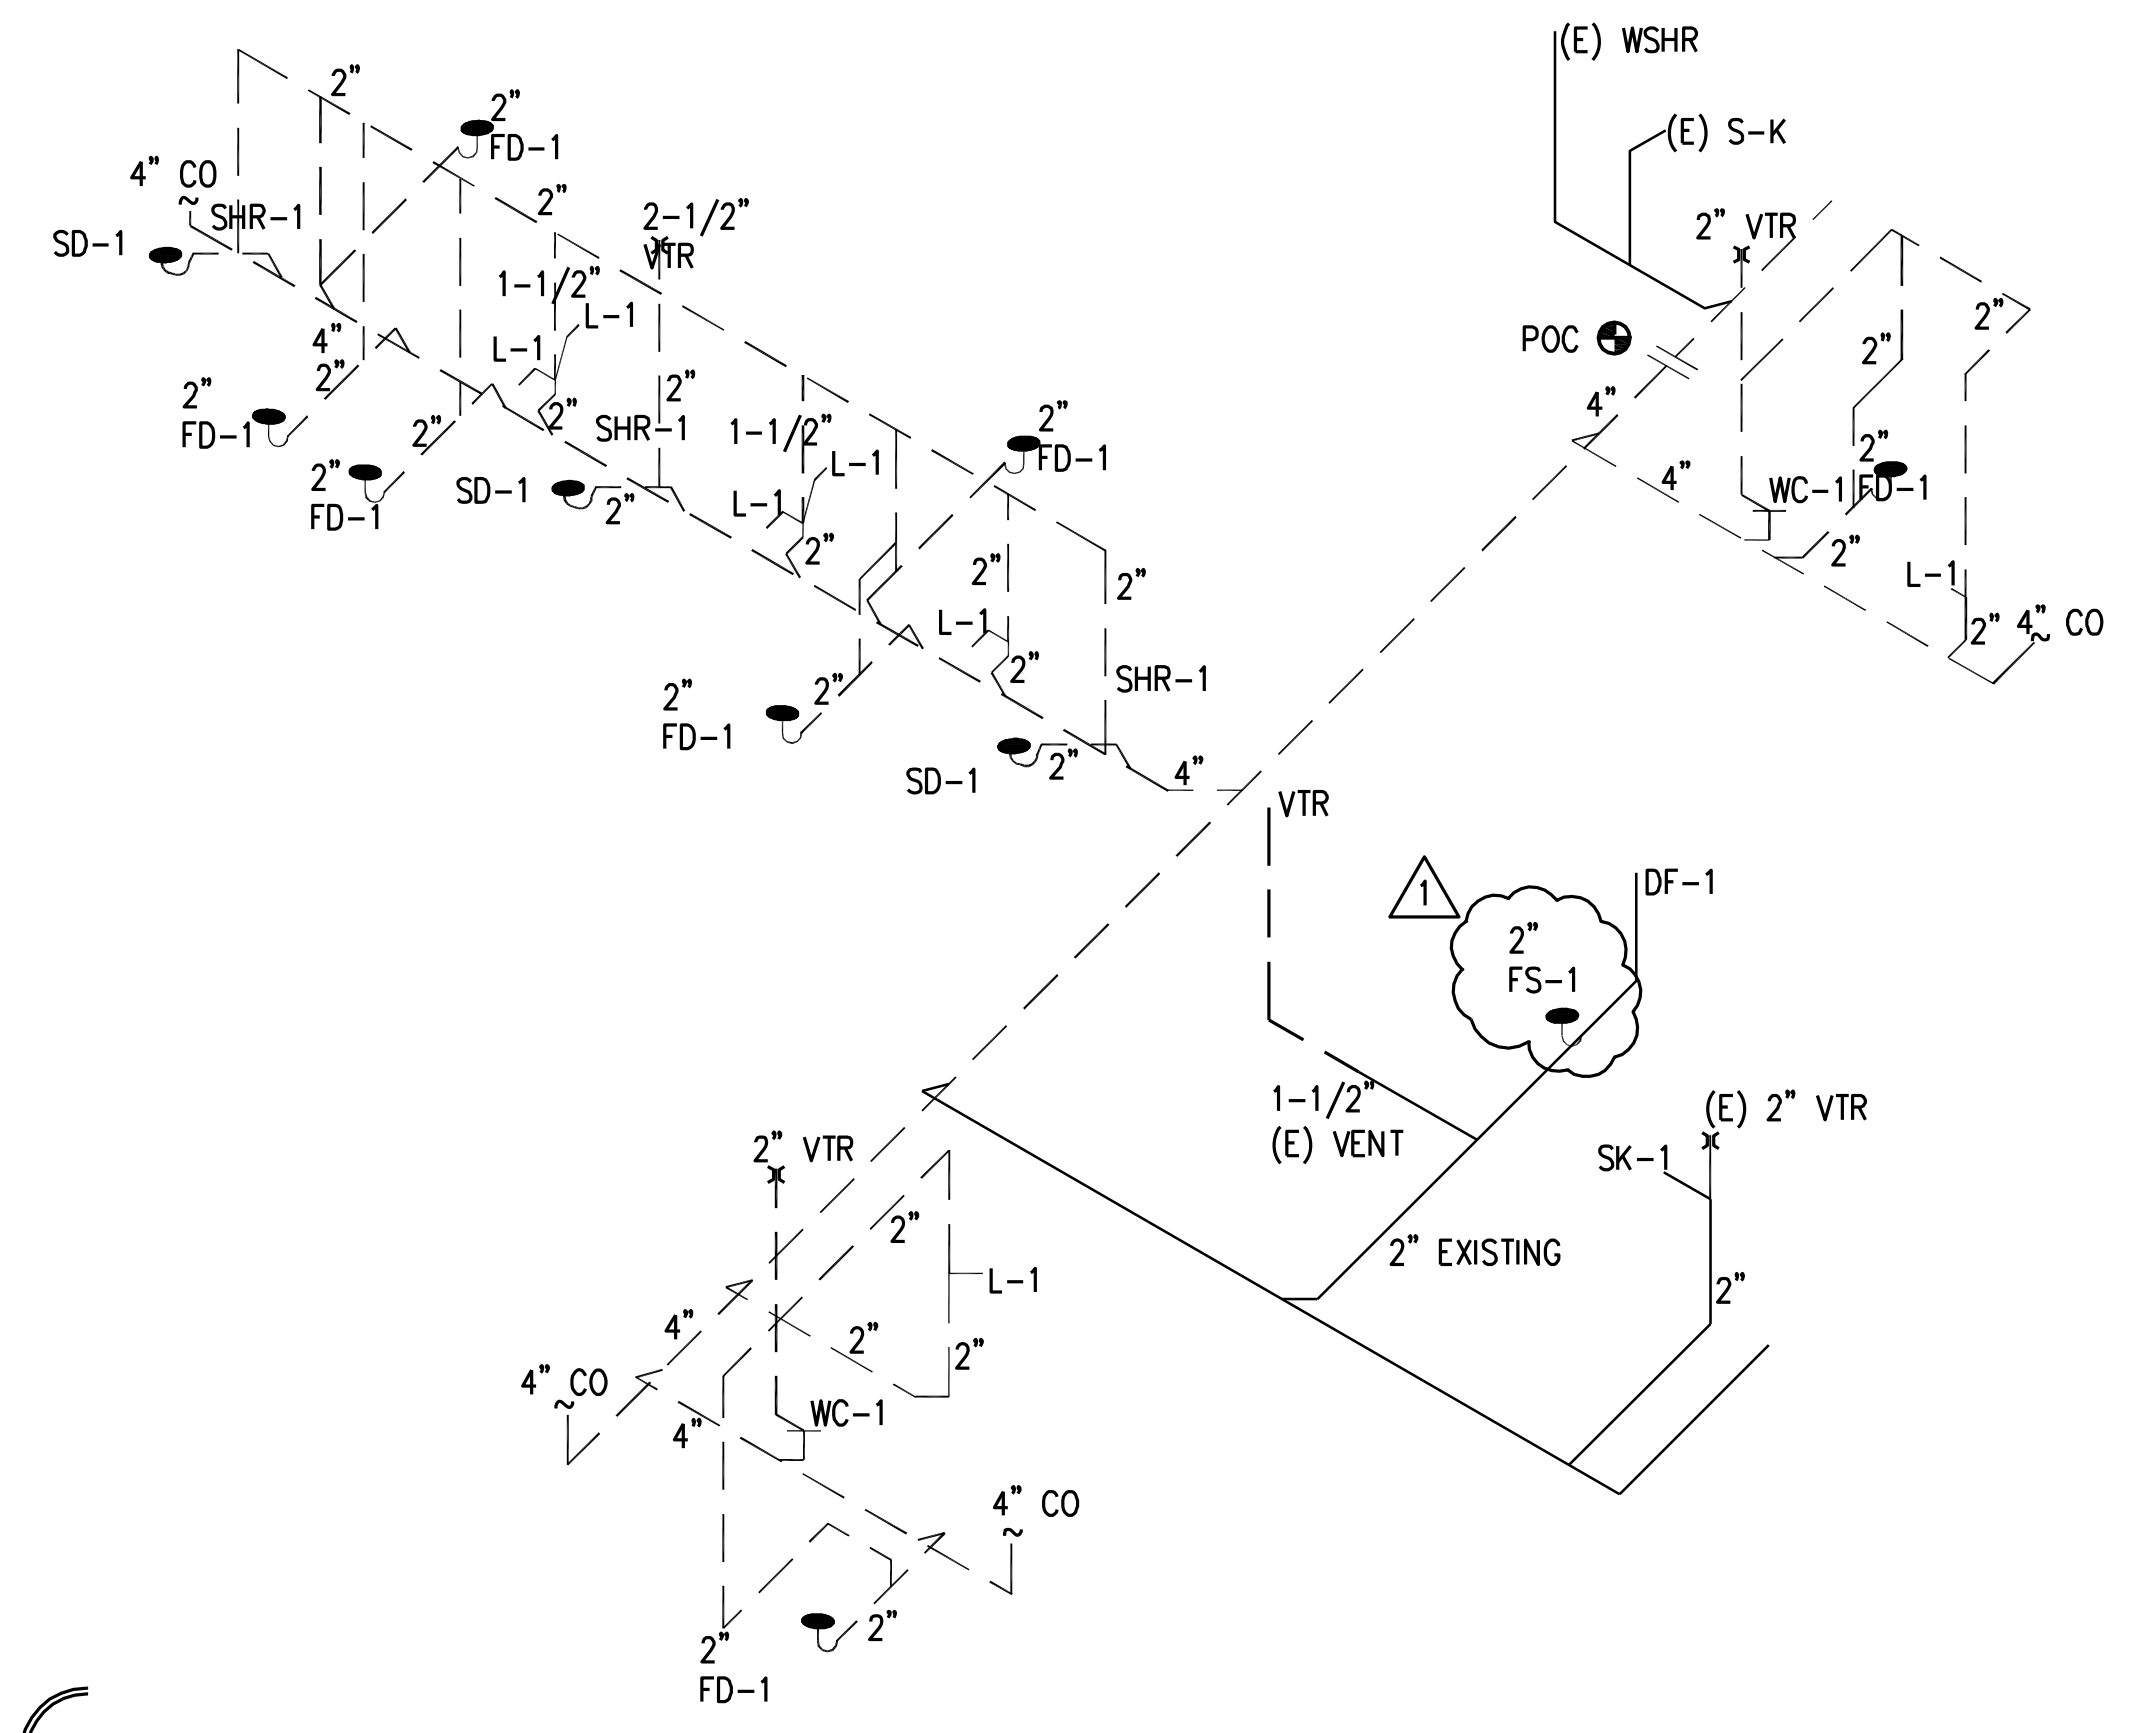 (E) WSHR
2"
2"
FD-1
(E) S-K
4" CO
SHR-1
2"
2-1/2"
VTR
2" VTR
SD-1
1-1/2"
L-1
2"
4"
L-1
POC
2"
2"
2"
2"
FD-1
2"
2"
SHR-1
1-1/2"
4"
2"
FD-1
2"
L-1
2"
2"
FD-1
SD-1
2"
L-1
4"
WC-1
FD-1
2"
2"
2"
2"
L-1
L-1
2"
4" CO
2"
SHR-1
2"
FD-1
2"
SD-1
2"
4"
VTR
1
DF-1
2"
FS-1
1-1/2"
(E) VENT
(E) 2" VTR
2" VTR
SK-1
2"
2" EXISTING
L-1
2"
4"
2"
2"
4" CO
WC-1
4"
4" CO
2"
2"
FD-1